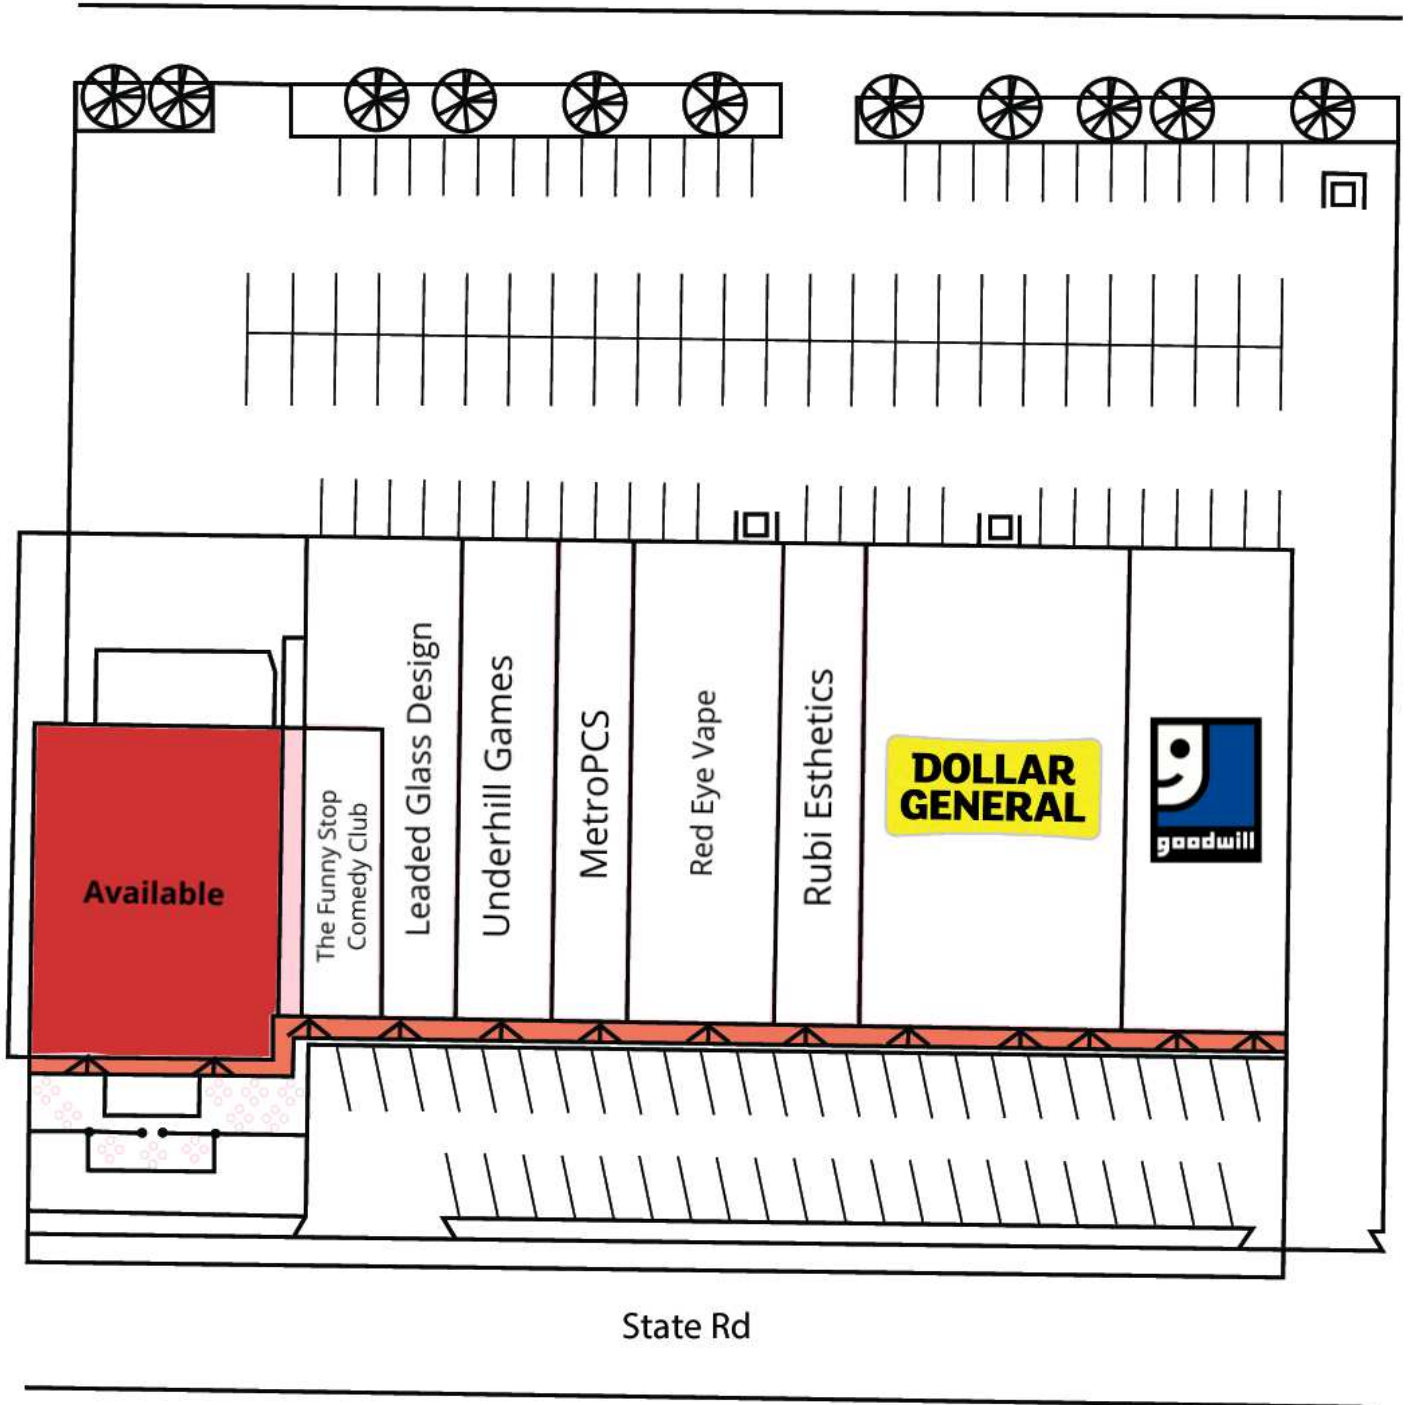 Available
The Funny Stop
Comedy Club
Leaded Glass Design
Underhill Games
MetroPCS
Red Eye Vape
Rubi Esthetics
DOLLAR
GENERAL
goodwill
State Rd